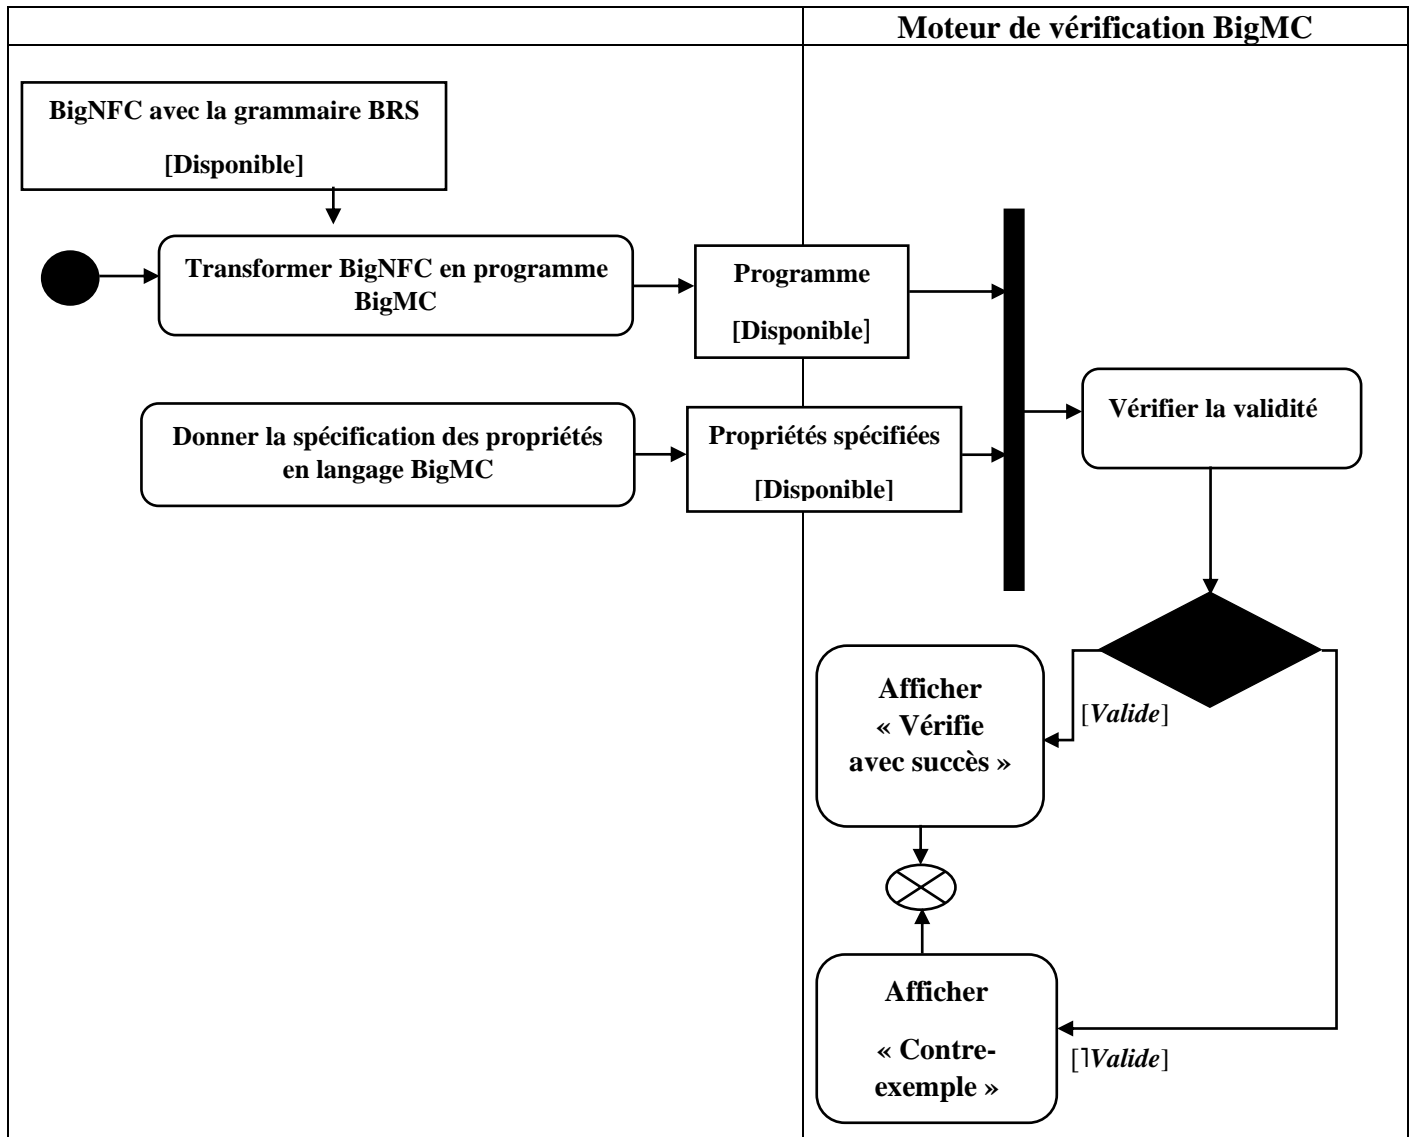 Moteur de vérification BigMC
BigNFC avec la grammaire BRS
[Disponible]
Transformer BigNFC en programme
BigMC
Programme
[Disponible]
Donner la spécification des propriétés
en langage BigMC
Propriétés spécifiées
[Disponible]
Vérifier la validité
Afficher
« Vérifie
avec succès »
[Valide]
Afficher
« Contre-
exemple »
[˥Valide]